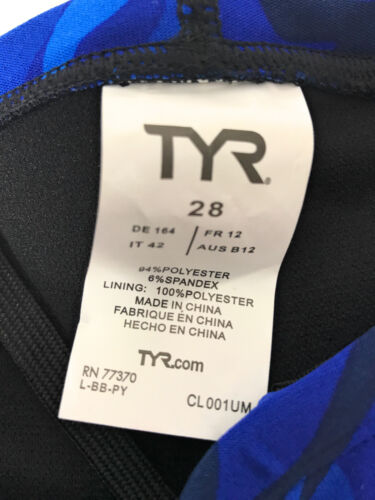 TYR
28
DE 164 FR 12
IT 42 AUS B12
94%POLYESTER
6%SPANDEX
LINING: 100%POLYESTER
MADE IN CHINA
FABRIQUE EN CHINA
HECHO EN CHINA
TYR.com
RN 77370
L-BB-PY
CL001UM